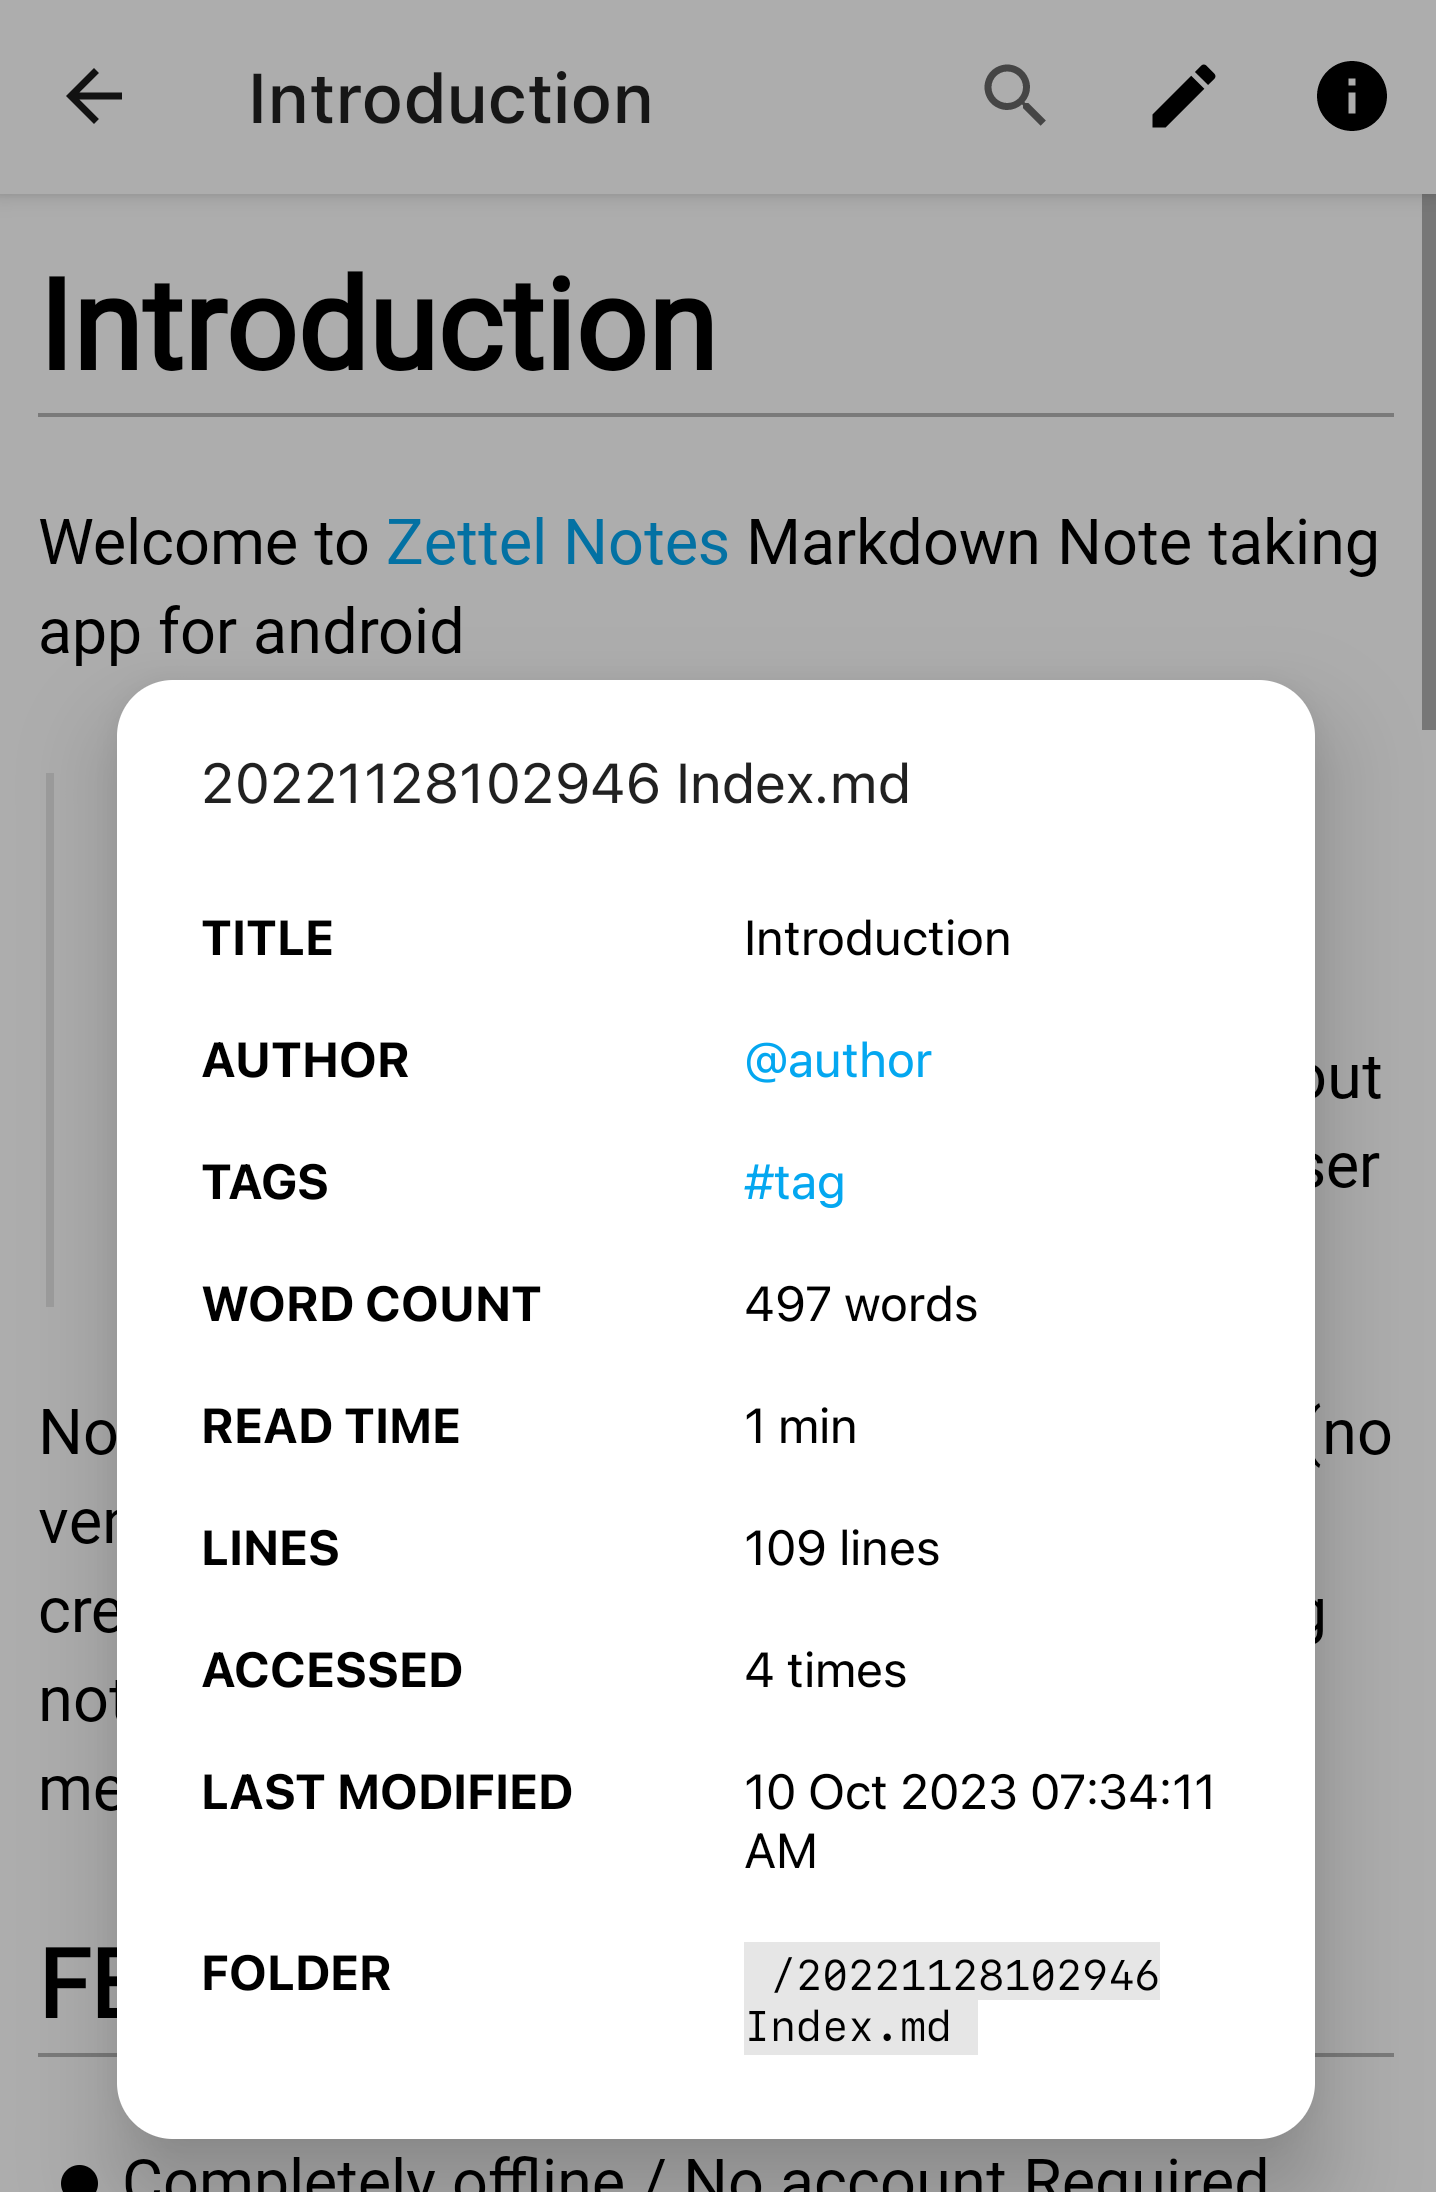 Introduction
Introduction
Welcome to Zettel Notes Markdown Note taking
app for android
20221128102946 Index.md
TITLE Introduction
AUTHOR @author
TAGS #tag
WORD COUNT 497 words
READ TIME 1 min
LINES 109 lines
ACCESSED 4 times
LAST MODIFIED 10 Oct 2023 07:34:11
AM
FOLDER /20221128102946
Index.md
(no
Completely offline / No account Required